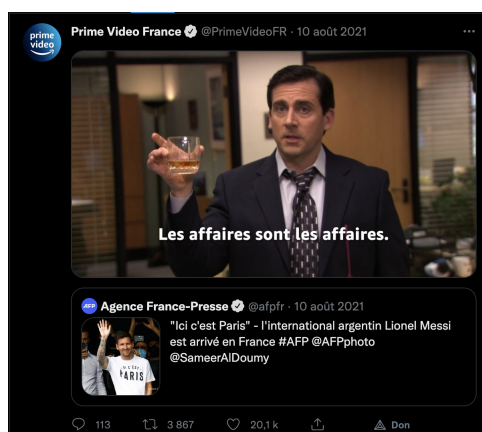 prime
video
Prime Video France @PrimeVideoFR · 10 août 2021
Les affaires sont les affaires.
AFP Agence France-Presse @afpfr · 10 août 2021
"Ici c'est Paris" - l'international argentin Lionel Messi
est arrivé en France #AFP @AFPphoto
@SameerAlDoumy
ICI C'EST
PARIS
113 3 867 20,1 k Don